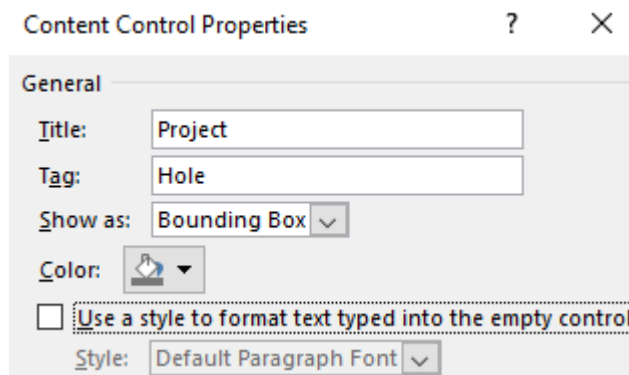 Content Control Properties ?
General
Title: Project
Tag: Hole
Show as: Bounding Box
Color:
Use a style to format text typed into the empty control
Style: Default Paragraph Font